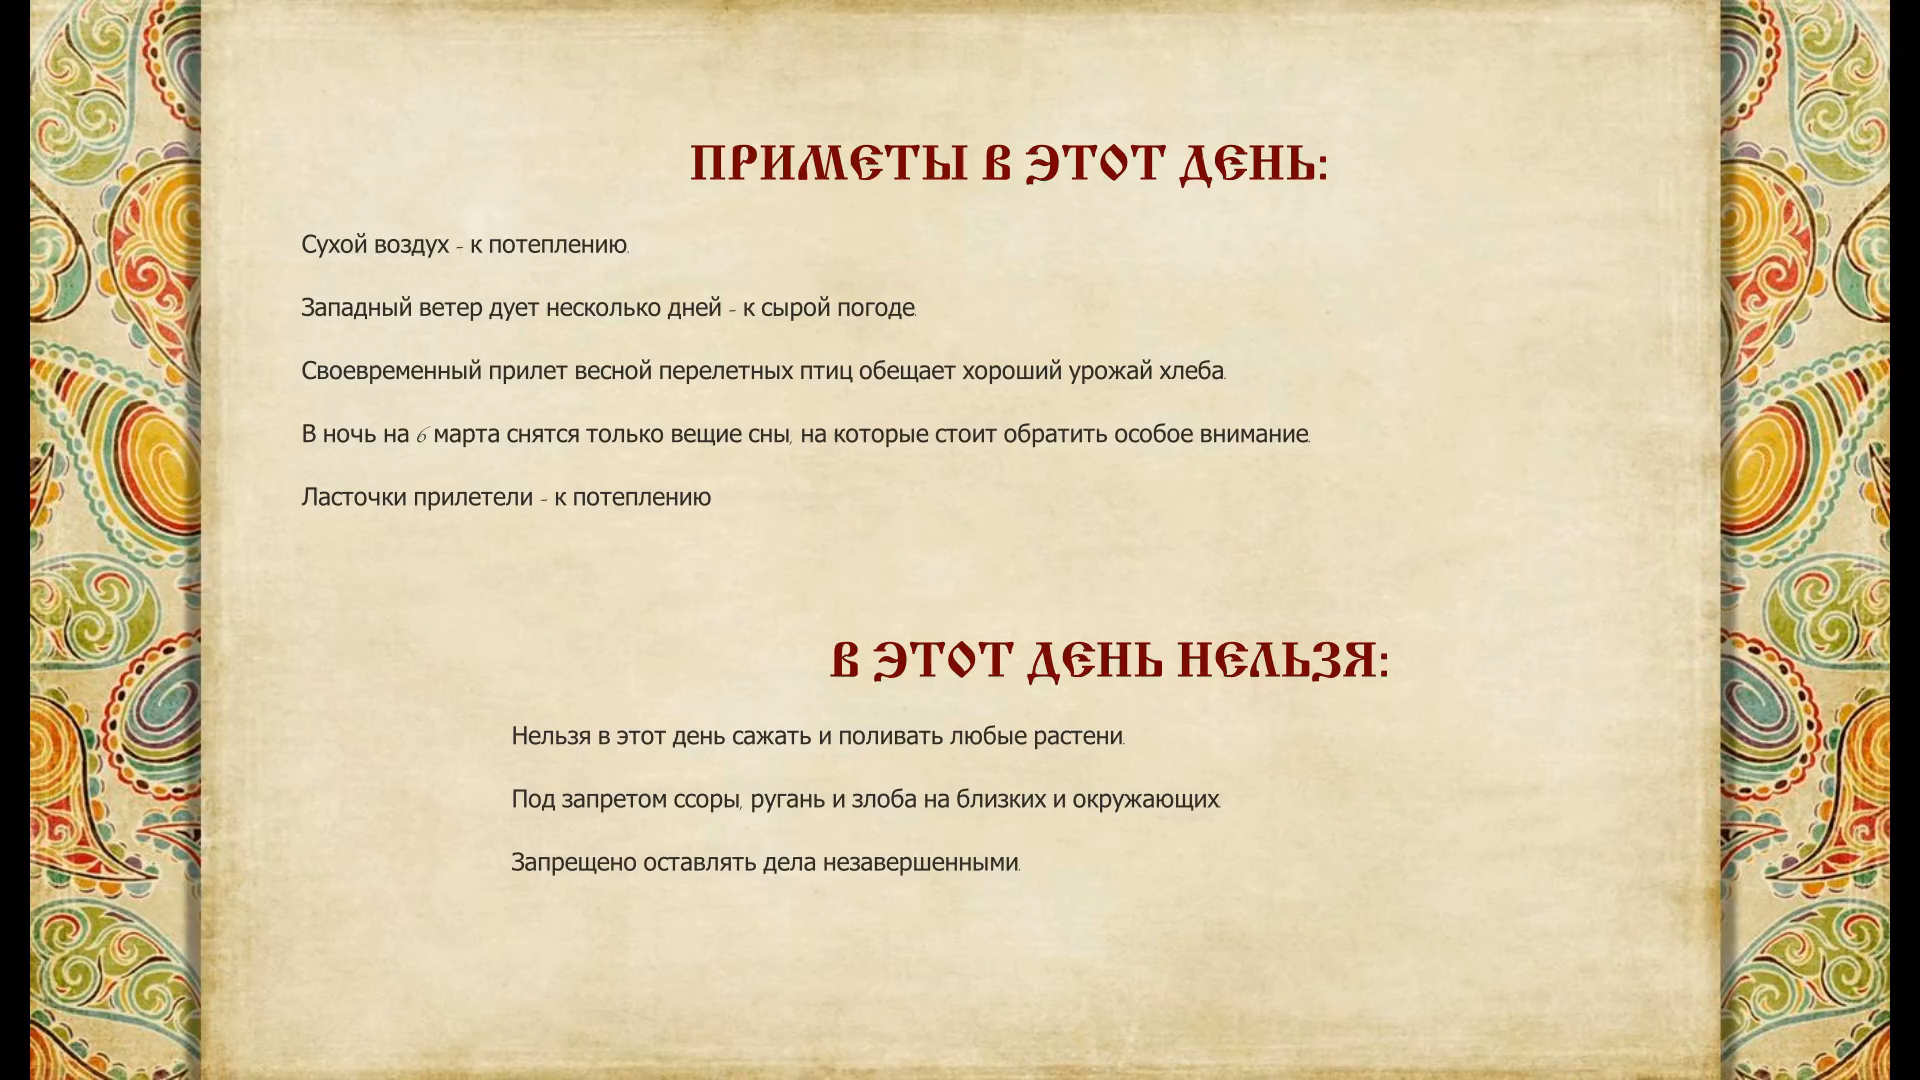 ПРИМЕТЫ В ЭТОТ ДЕНЬ:
Сухой воздух - к потеплению.
Западный ветер дует несколько дней - к сырой погоде.
Своевременный прилет весной перелетных птиц обещает хороший урожай хлеба.
В ночь на 6 марта снятся только вещие сны, на которые стоит обратить особое внимание.
Ласточки прилетели - к потеплению
В ЭТОТ ДЕНЬ НЕЛЬЗЯ:
Нельзя в этот день сажать и поливать любые растени.
Под запретом ссоры, ругань и злоба на близких и окружающих.
Запрещено оставлять дела незавершенными.